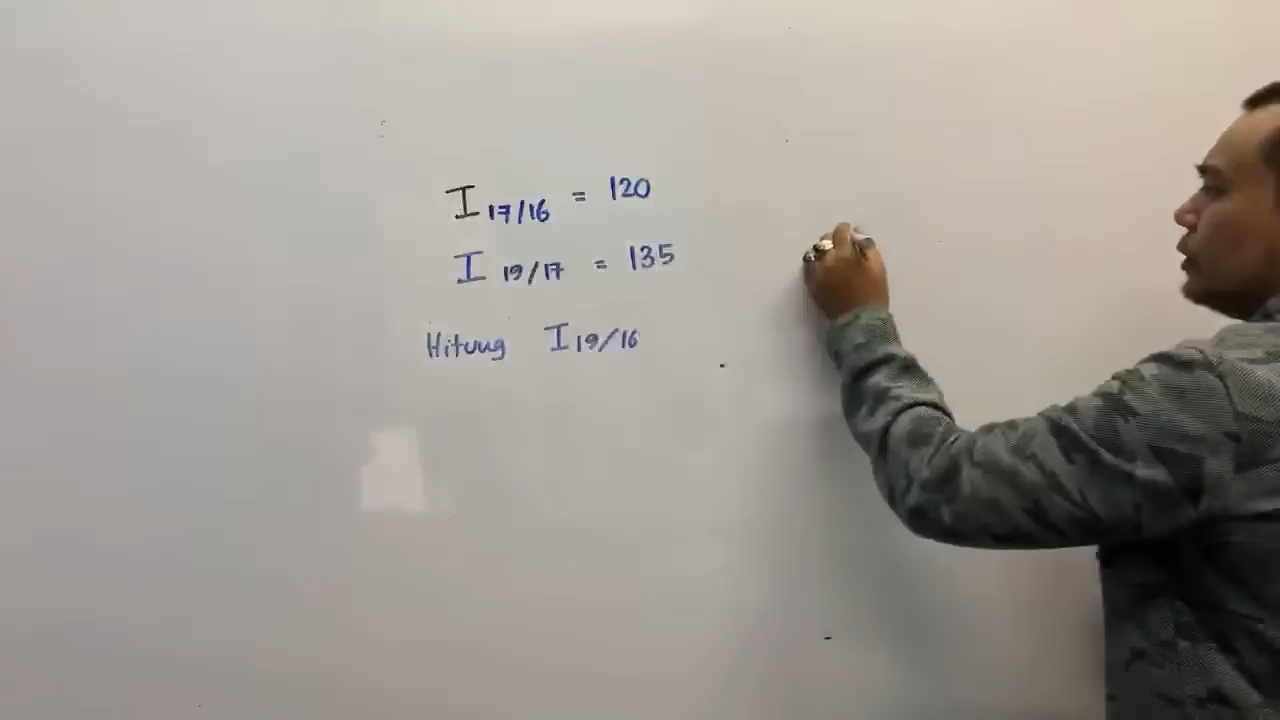 I 17/16 = 120
I 19/17 = 135
Hitung I 19/16